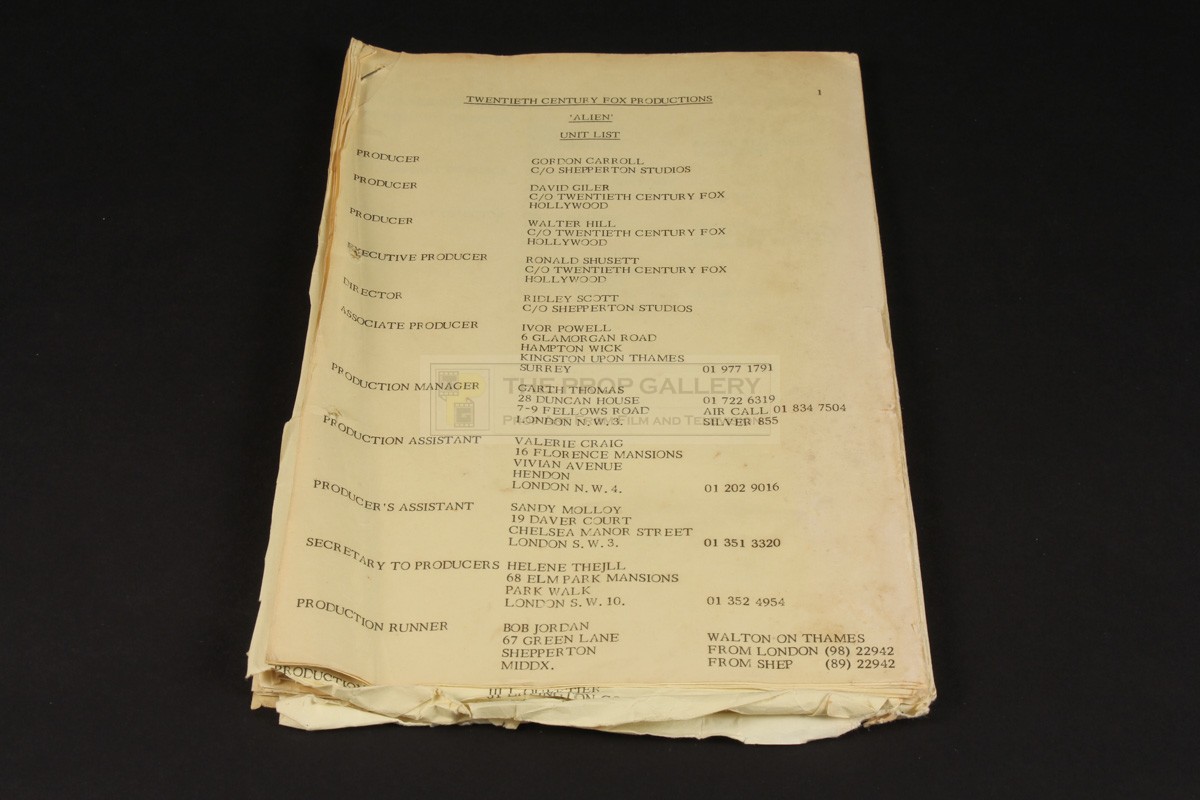 1
TWENTIETH CENTURY FOX PRODUCTIONS
'ALIEN'
UNIT LIST
PRODUCER GORDON CARROLL
C/O SHEPPERTON STUDIOS
PRODUCER DAVID GILER
C/O TWENTIETH CENTURY FOX
HOLLYWOOD
PRODUCER WALTER HILL
C/O TWENTIETH CENTURY FOX
HOLLYWOOD
EXECUTIVE PRODUCER RONALD SHUSETT
C/O TWENTIETH CENTURY FOX
HOLLYWOOD
DIRECTOR RIDLEY SCOTT
C/O SHEPPERTON STUDIOS
ASSOCIATE PRODUCER IVOR POWELL
6 GLAMORGAN ROAD
HAMPTON WICK
KINGSTON UPON THAMES
SURREY 01 977 1791
THE PROP GALLERY
PRODUCTION MANAGER GARTH THOMAS
28 DUNCAN HOUSE 01 722 6319
7-9 FELLOWS ROAD AIR CALL 01 834 7504
LONDON N.W.3. SILVER 855
PRODUCTION ASSISTANT VALERIE CRAIG
16 FLORENCE MANSIONS
VIVIAN AVENUE
HENDON
LONDON N.W.4. 01 202 9016
PRODUCER'S ASSISTANT SANDY MOLLOY
19 DAVER COURT
CHELSEA MANOR STREET
LONDON S.W.3. 01 351 3320
SECRETARY TO PRODUCERS HELENE THEJLL
68 ELM PARK MANSIONS
PARK WALK
LONDON S.W.10. 01 352 4954
PRODUCTION RUNNER BOB JORDAN
67 GREEN LANE WALTON ON THAMES
SHEPPERTON FROM LONDON (98) 22942
MIDDX. FROM SHEP (89) 22942
PRODUCTION